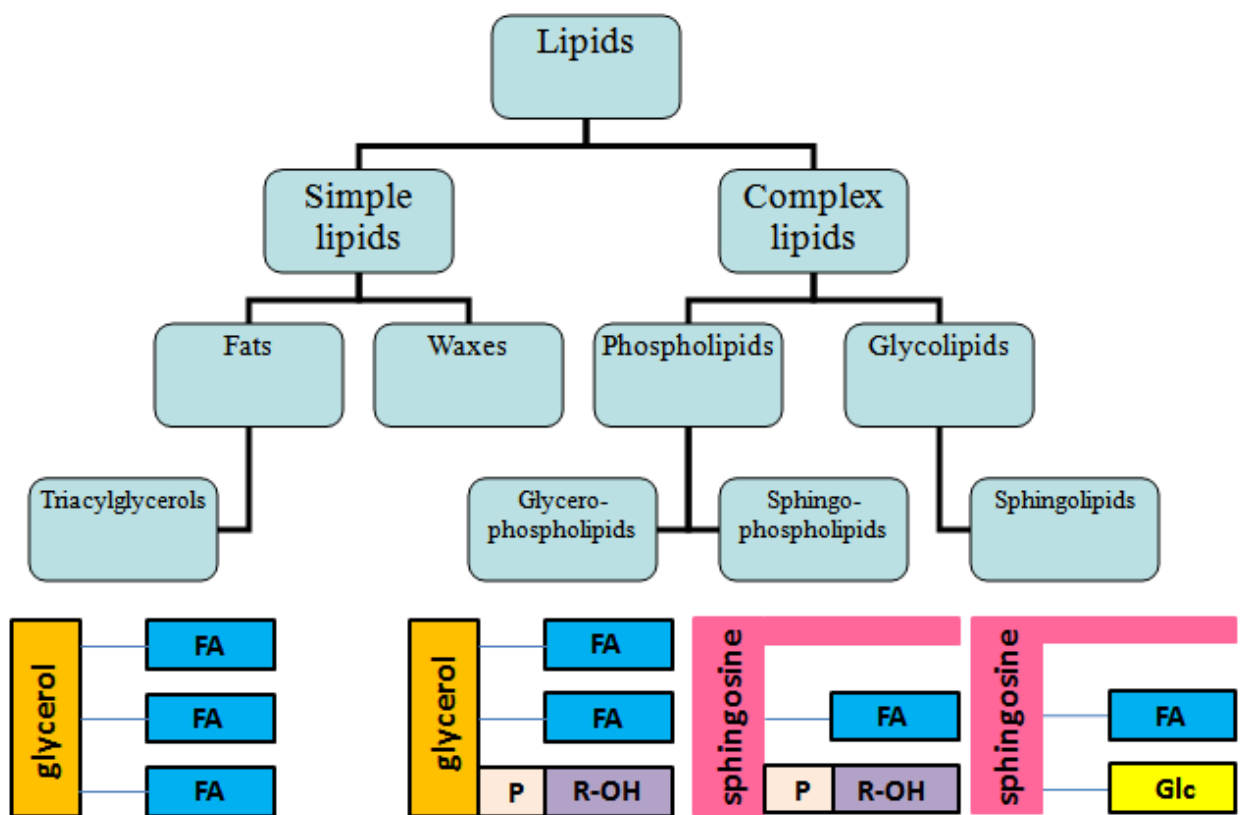 Lipids
Simple
lipids
Complex
lipids
Fats
Waxes
Phospholipids
Glycolipids
Triacylglycerols
Glycero-
phospholipids
Sphingo-
phospholipids
Sphingolipids
glycerol
FA
FA
FA
glycerol
FA
FA
P
R-OH
sphingosine
FA
P
R-OH
sphingosine
FA
Glc